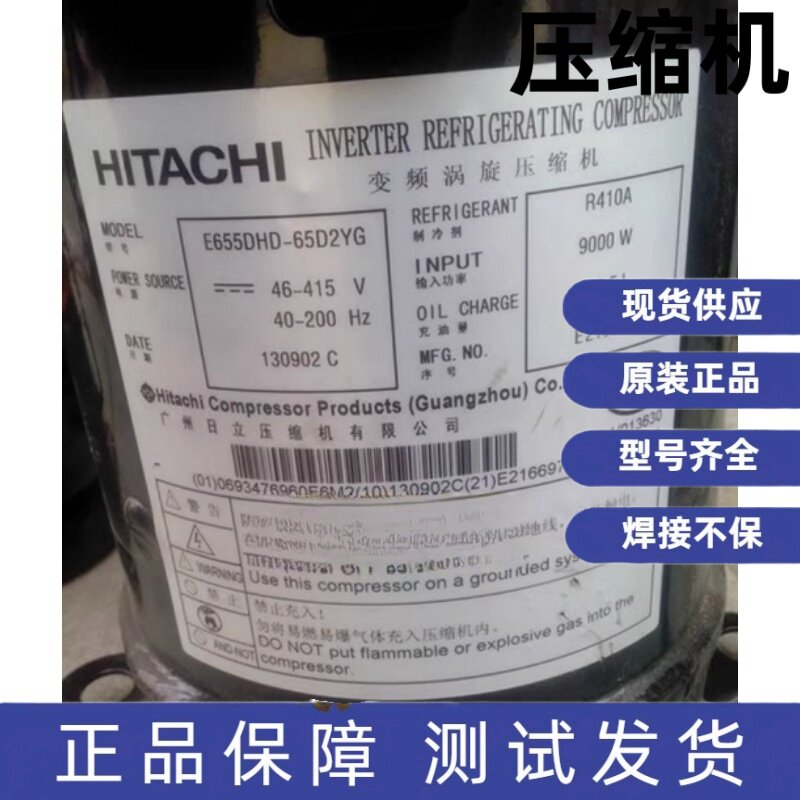 压缩机
HITACHI INVERTER REFRIGERATING COMPRESSOR
变频涡旋压缩机
MODEL
型号
E655DHD-65D2YG
REFRIGERANT
制冷剂
R410A
POWER SOURCE
电源
46-415 V
40-200 Hz
INPUT
输入功率
9000 W
OIL CHARGE
充油量
DATE
日期
130902 C
MFG.NO.
序号
Hitachi Compressor Products (Guangzhou) Co.
广州日立压缩机有限公司
现货供应
原装正品
型号齐全
焊接不保
警告
WARNING
Use this compressor on a grounded
禁止
禁止充入!
勿将易燃易爆气体充入压缩机内。
AND NOT
DO NOT put flammable or explosive gas into the
compressor.
正品保障 测试发货